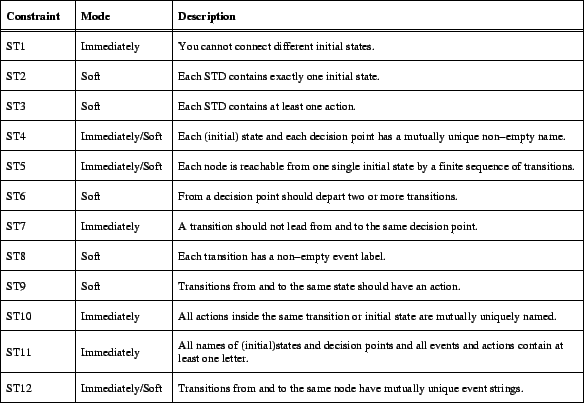 Constraint Mode Description
ST1 Immediately You cannot connect different initial states.
ST2 Soft Each STD contains exactly one initial state.
ST3 Soft Each STD contains at least one action.
ST4 Immediately/Soft Each (initial) state and each decision point has a mutually unique non–empty name.
ST5 Immediately/Soft Each node is reachable from one single initial state by a finite sequence of transitions.
ST6 Soft From a decision point should depart two or more transitions.
ST7 Immediately A transition should not lead from and to the same decision point.
ST8 Soft Each transition has a non–empty event label.
ST9 Soft Transitions from and to the same state should have an action.
ST10 Immediately All actions inside the same transition or initial state are mutually uniquely named.
ST11 Immediately All names of (initial)states and decision points and all events and actions contain at
least one letter.
ST12 Immediately/Soft Transitions from and to the same node have mutually unique event strings.